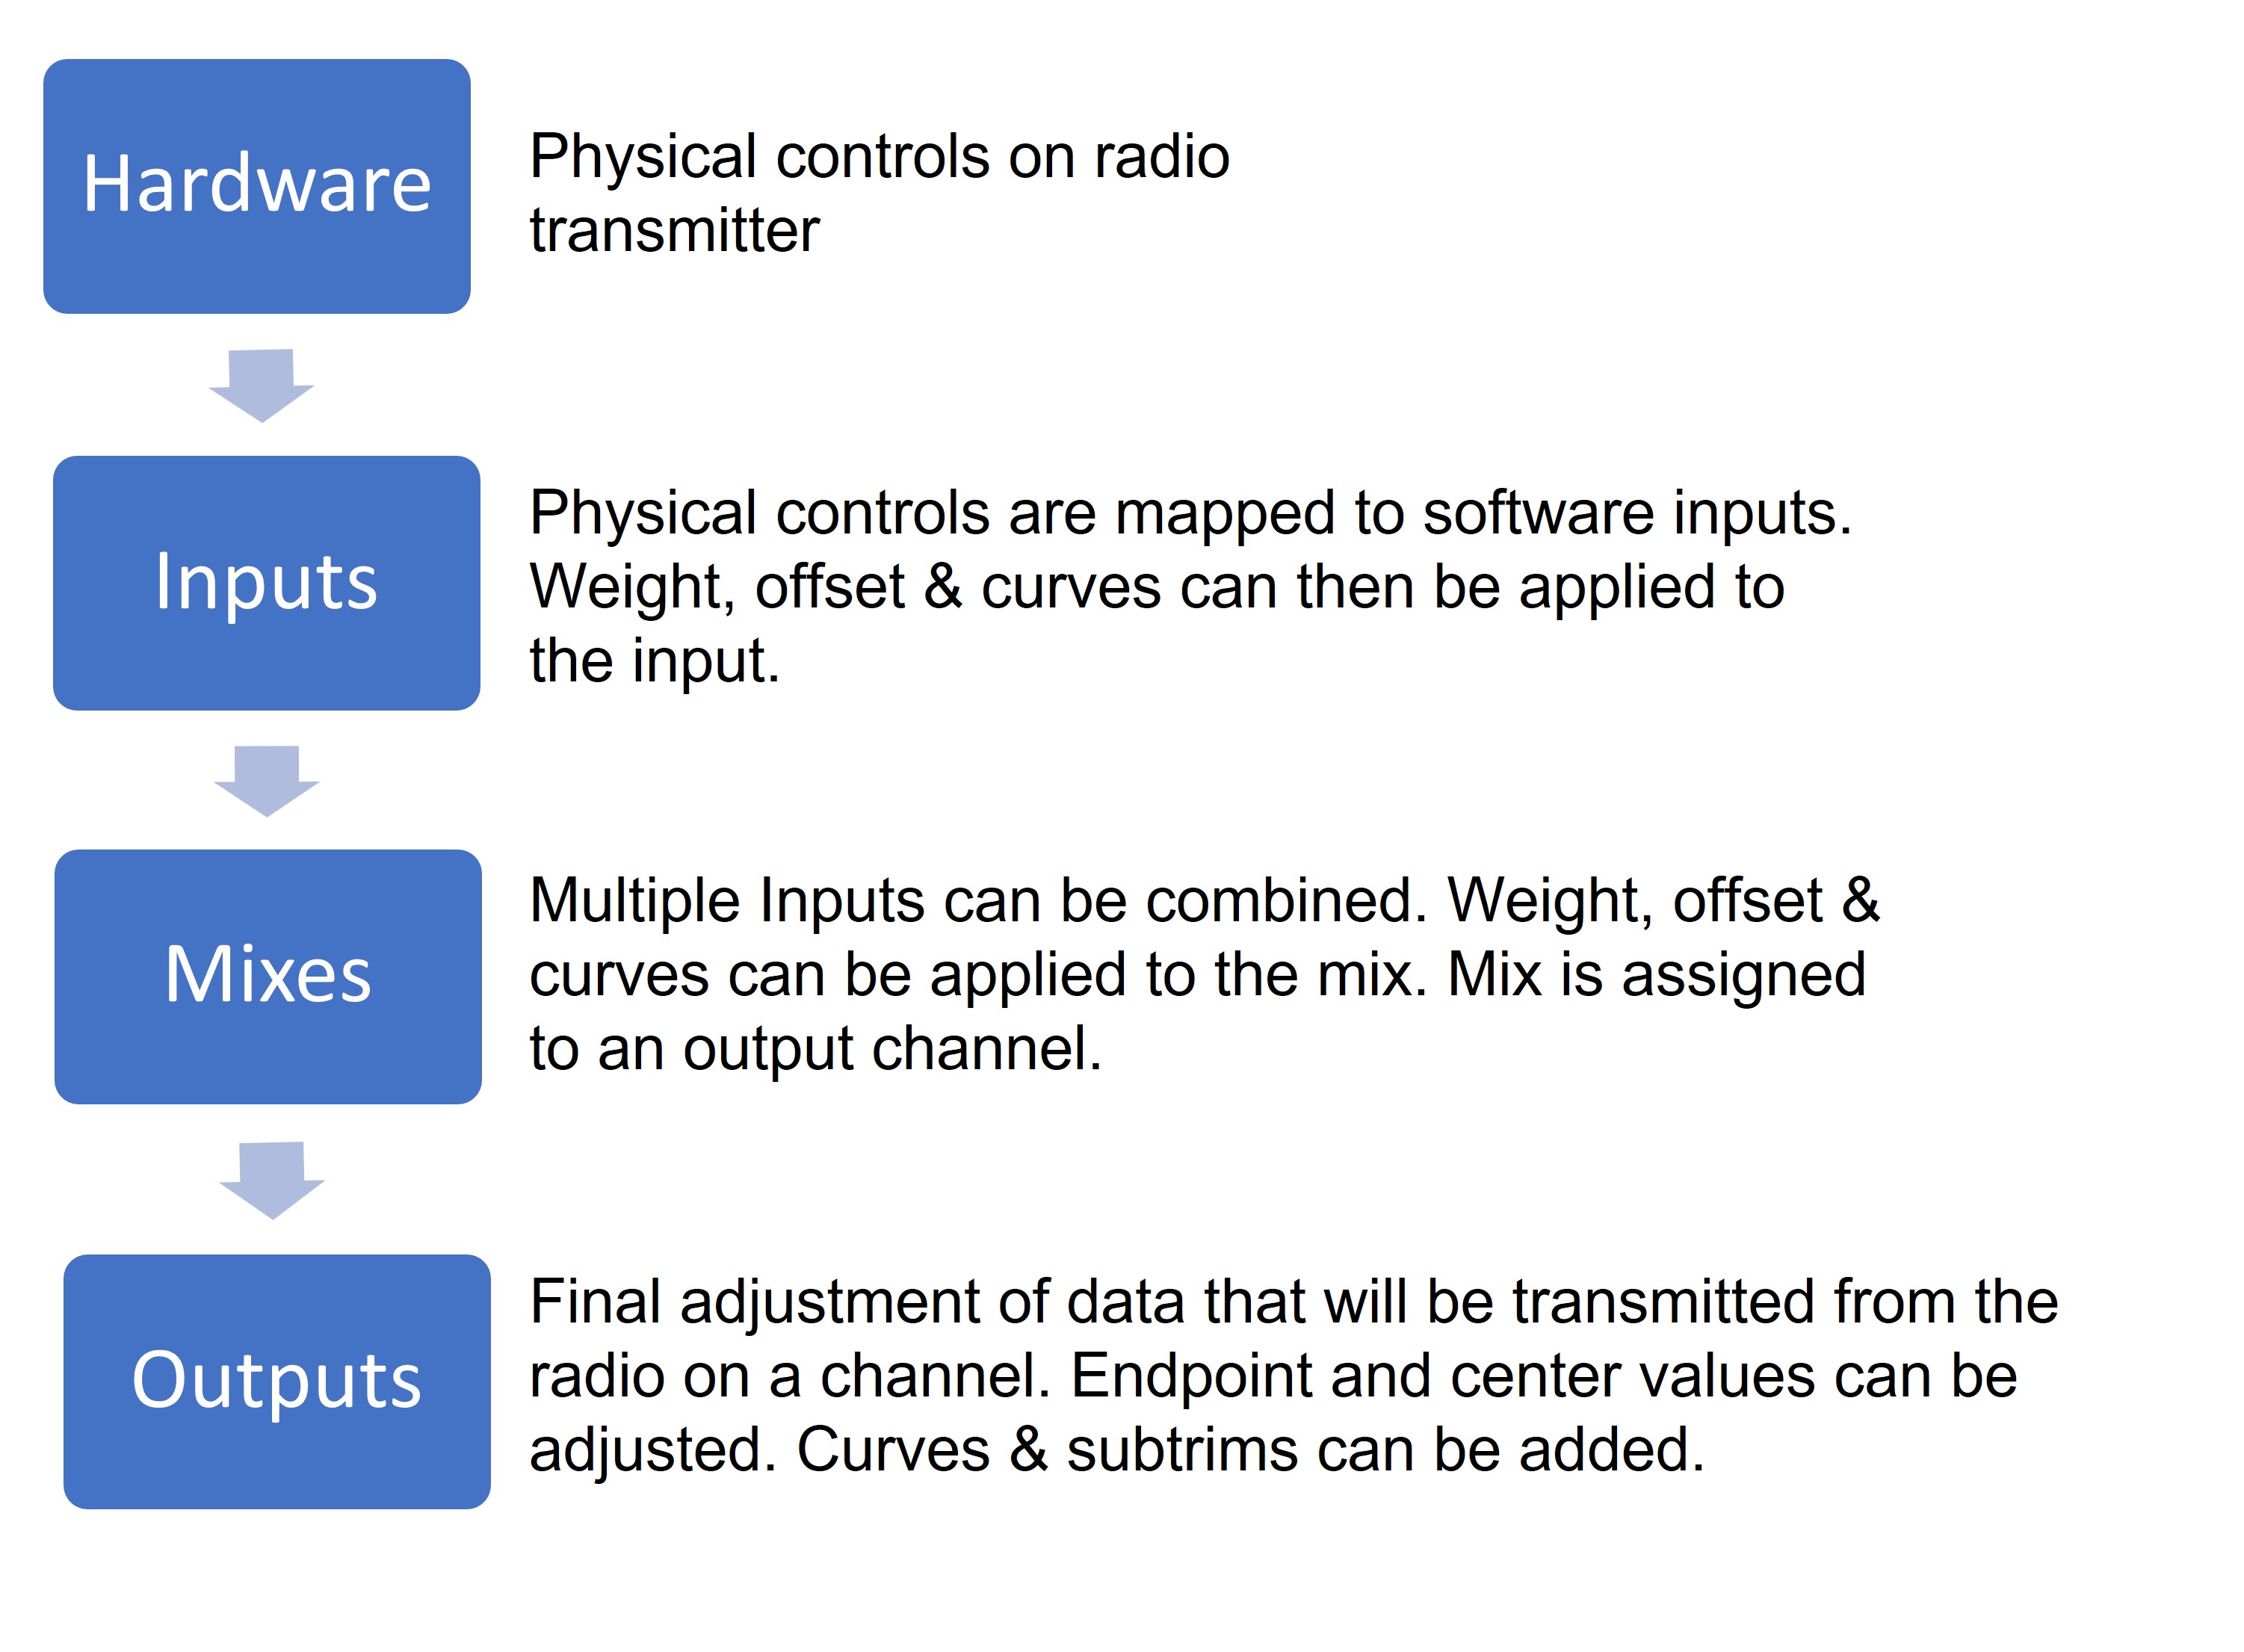 Hardware
Physical controls on radio
transmitter
Inputs
Physical controls are mapped to software inputs.
Weight, offset & curves can then be applied to
the input.
Mixes
Multiple Inputs can be combined. Weight, offset &
curves can be applied to the mix. Mix is assigned
to an output channel.
Outputs
Final adjustment of data that will be transmitted from the
radio on a channel. Endpoint and center values can be
adjusted. Curves & subtrims can be added.